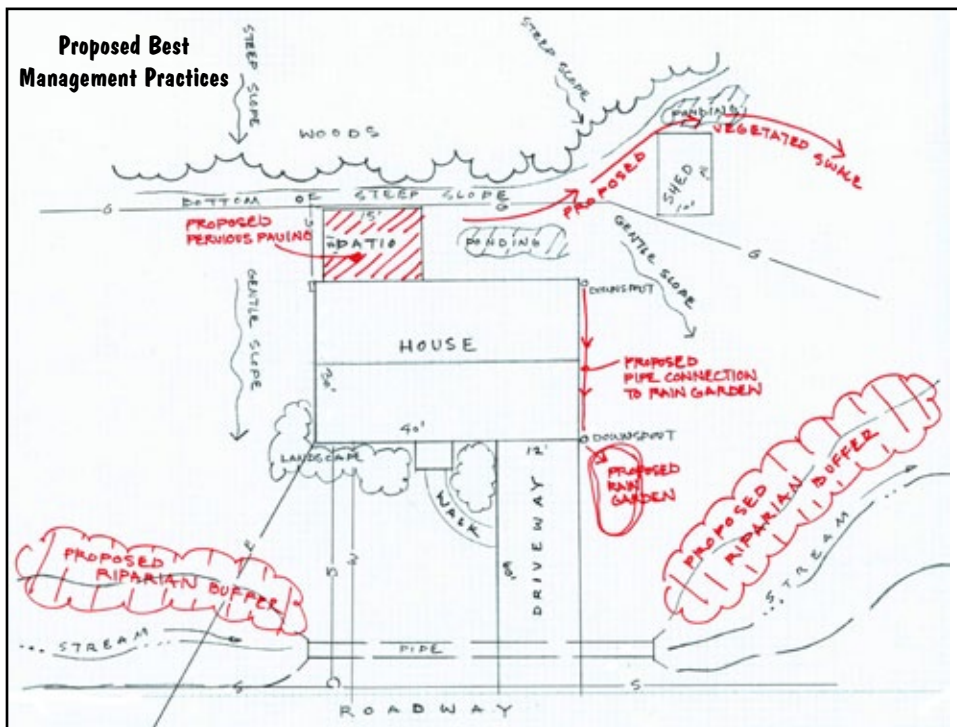 Proposed Best
Management Practices
STEEP SLOPE
STEEP SLOPE
WOODS
PONDING
VEGETATED SWALE
PROPOSED
SHED
10'
BOTTOM OF STEEP SLOPE
G
G
G
PROPOSED
PERVIOUS PAVING
15'
PATIO
PONDING
GENTLE SLOPE
GENTLE SLOPE
DOWNSPOUT
HOUSE
30'
40'
PROPOSED
PIPE CONNECTION
TO RAIN GARDEN
DOWNSPOUT
LANDSCAPE
12'
PROPOSED
RAIN
GARDEN
WALK
DRIVEWAY
60'
PROPOSED
RIPARIAN BUFFER
PROPOSED
RIPARIAN BUFFER
STREAM
STREAM
S
W
PIPE
S
S
ROADWAY